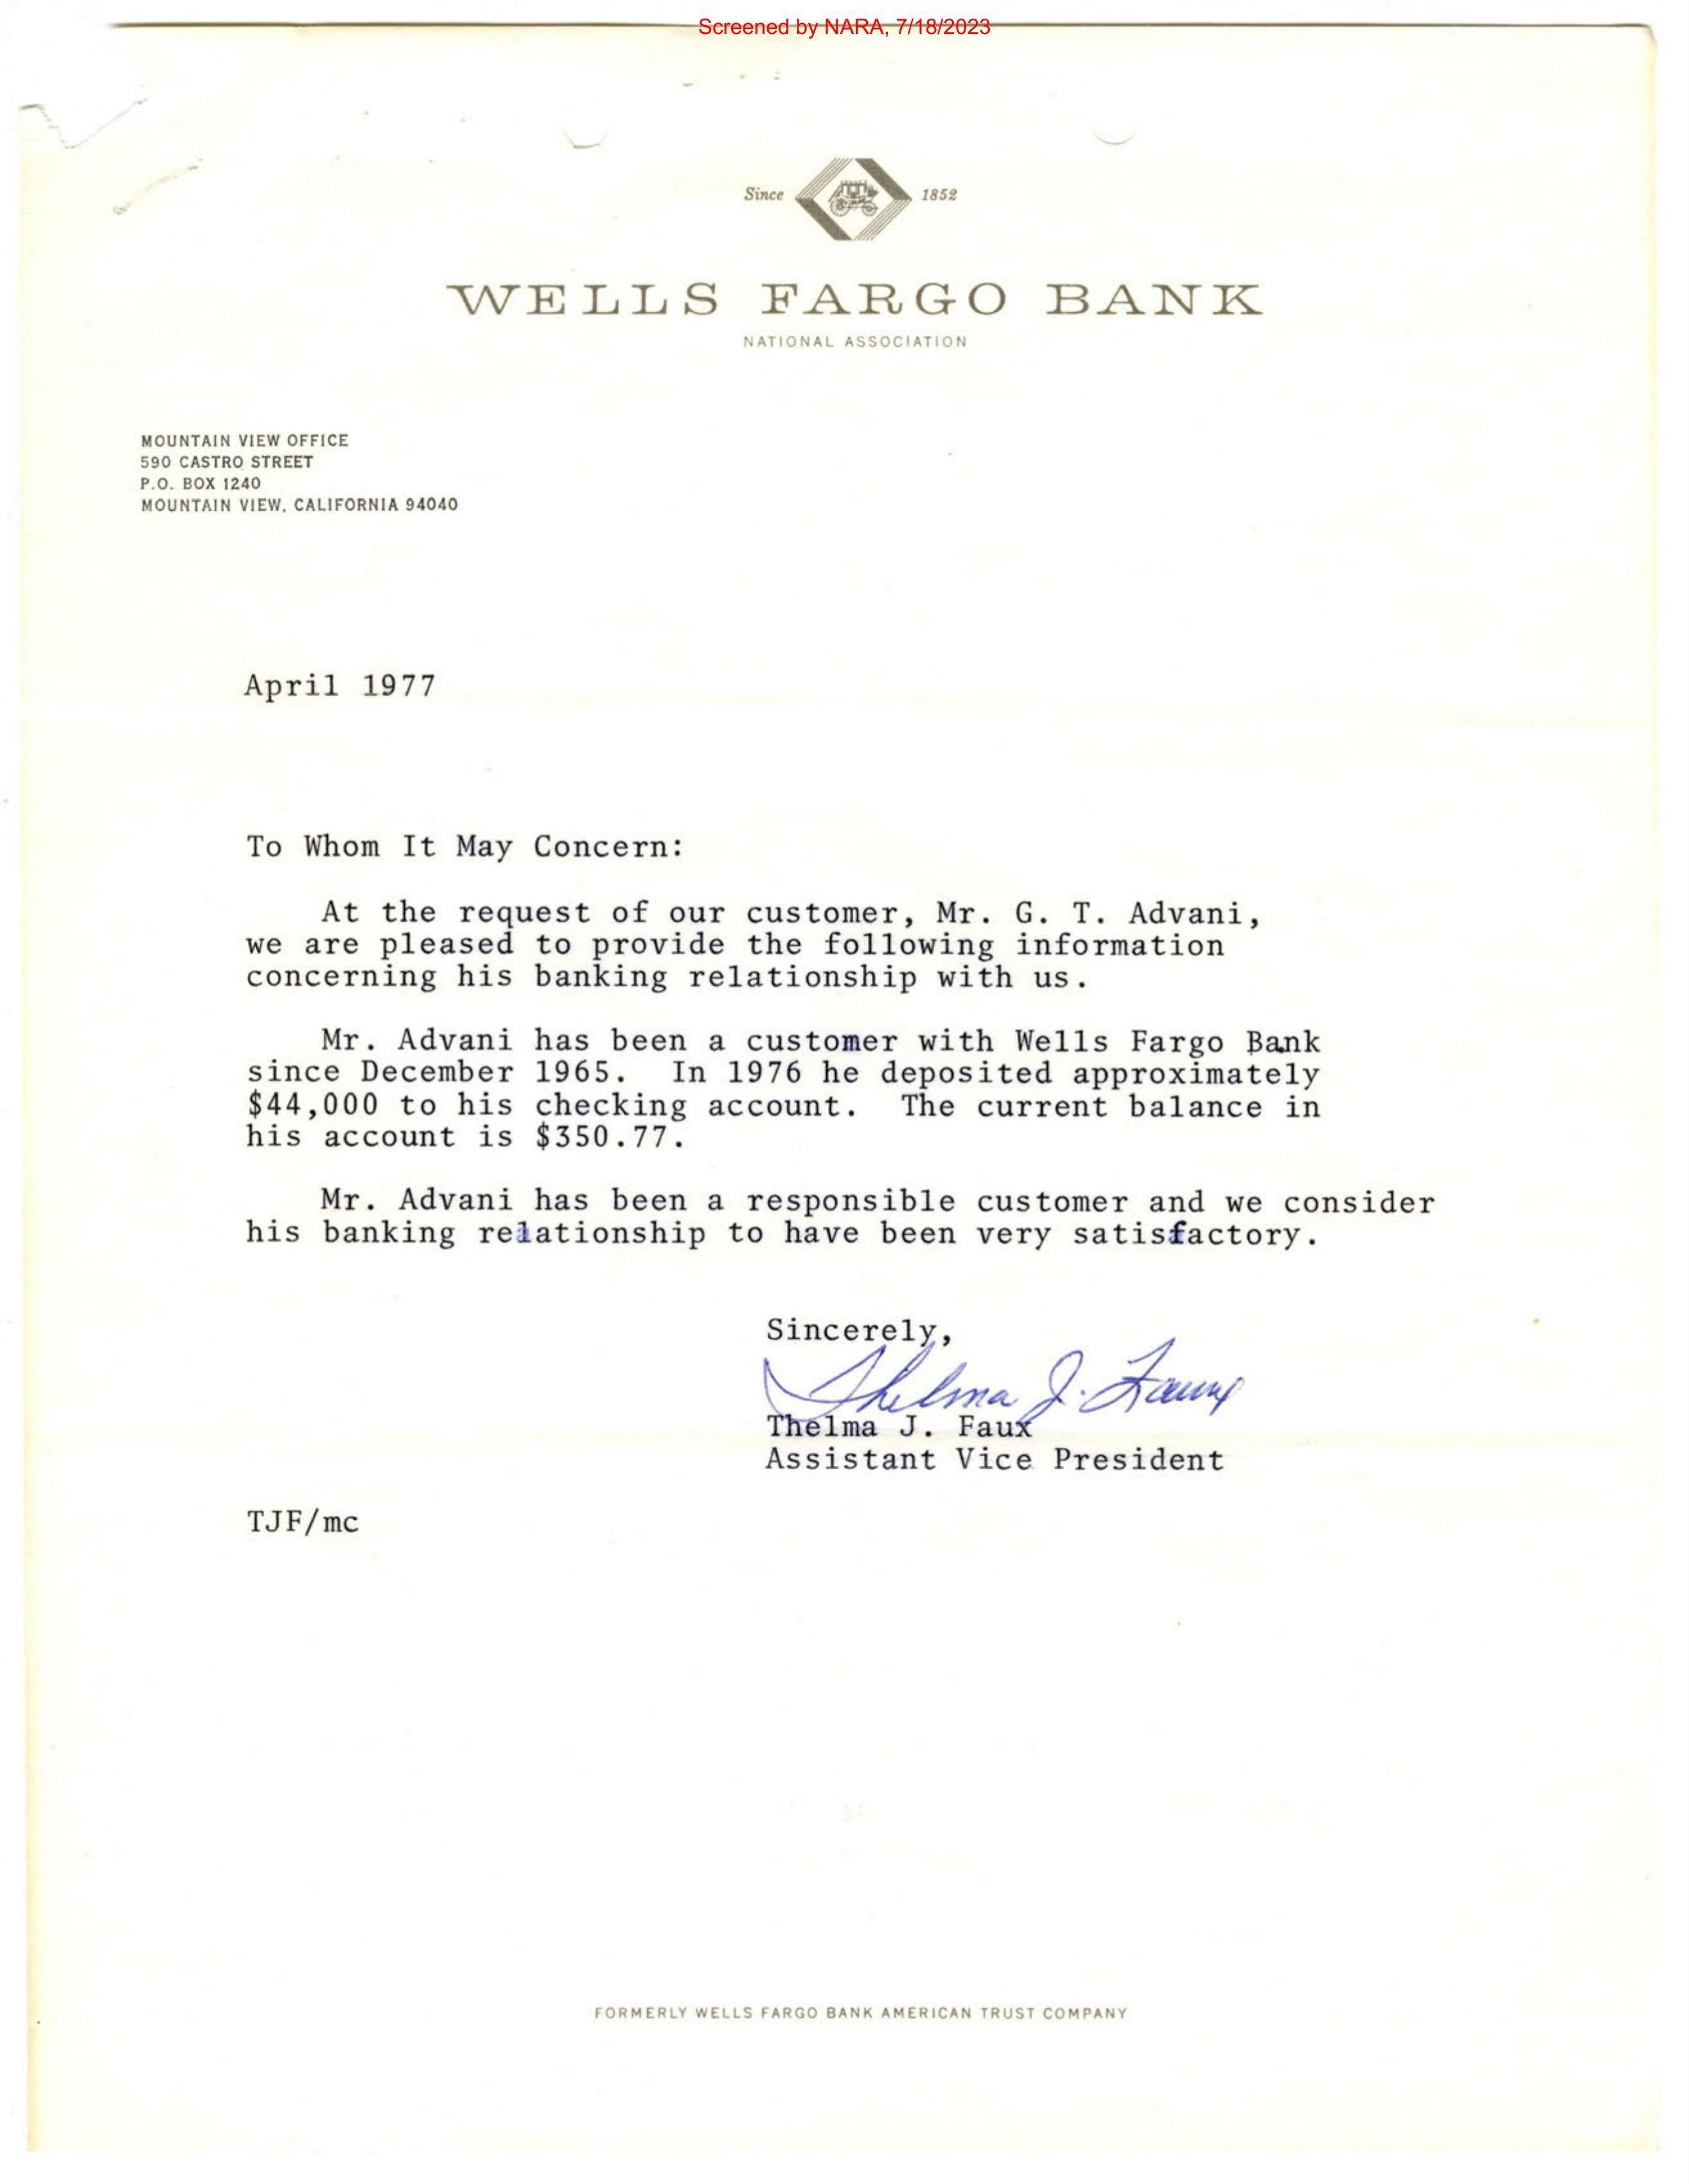 Screened by NARA, 7/18/2023
Since 1852
WELLS FARGO BANK
NATIONAL ASSOCIATION
MOUNTAIN VIEW OFFICE
590 CASTRO STREET
P.O. BOX 1240
MOUNTAIN VIEW, CALIFORNIA 94040
April 1977
To Whom It May Concern:
At the request of our customer, Mr. G. T. Advani,
we are pleased to provide the following information
concerning his banking relationship with us.
Mr. Advani has been a customer with Wells Fargo Bank
since December 1965. In 1976 he deposited approximately
$44,000 to his checking account. The current balance in
his account is $350.77.
Mr. Advani has been a responsible customer and we consider
his banking relationship to have been very satisfactory.
Sincerely,
Thelma J. Faux
Thelma J. Faux
Assistant Vice President
TJF/mc
FORMERLY WELLS FARGO BANK AMERICAN TRUST COMPANY